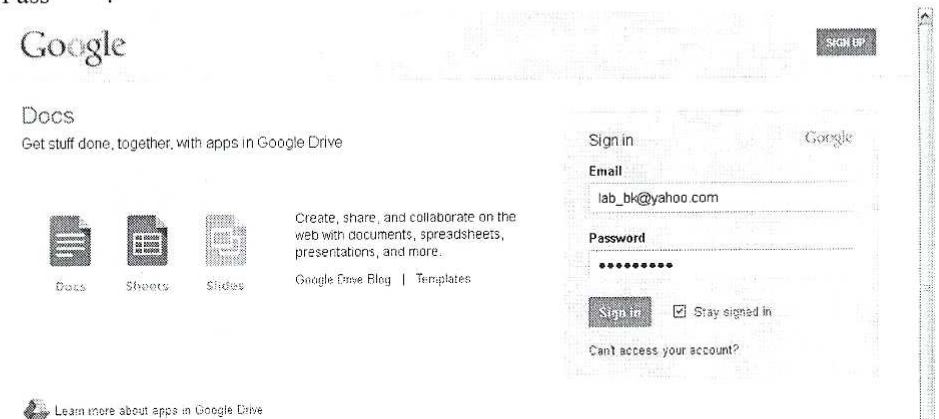 Google
SIGN UP
Docs
Get stuff done, together, with apps in Google Drive
Create, share, and collaborate on the
web with documents, spreadsheets,
presentations, and more.
Google Drive Blog | Templates
Docs Sheets Slides
Sign in Google
Email
lab_bk@yahoo.com
Password
•••••••••
Sign in Stay signed in
Can't access your account?
Learn more about apps in Google Drive